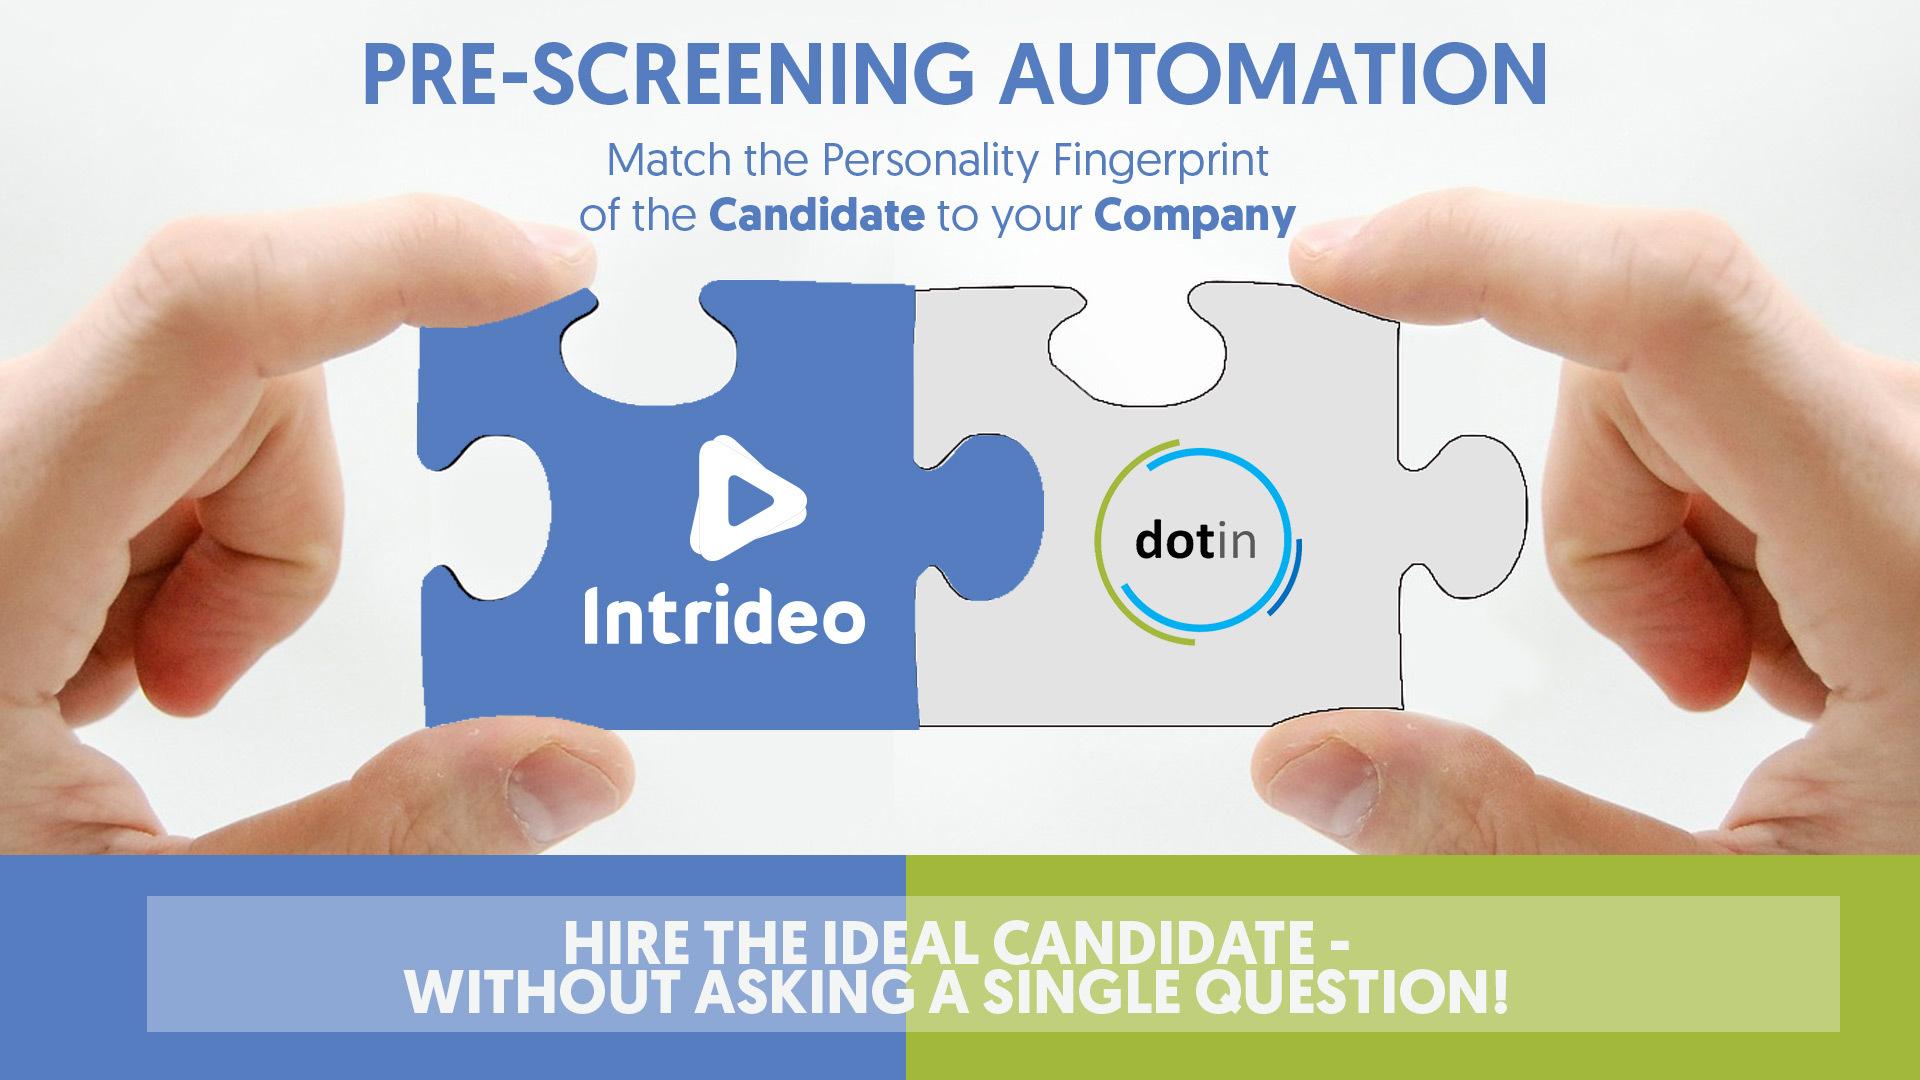 PRE-SCREENING AUTOMATION
Match the Personality Fingerprint
of the Candidate to your Company
Intrideo
dotin
HIRE THE IDEAL CANDIDATE -
WITHOUT ASKING A SINGLE QUESTION!